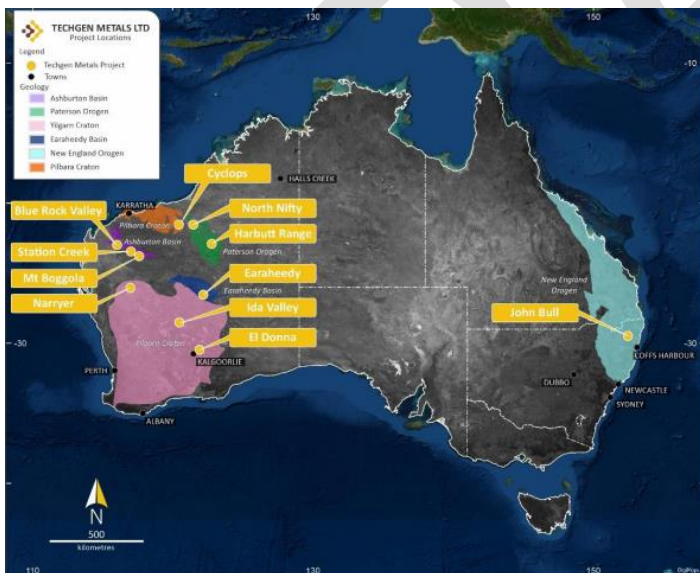 TECHGEN METALS LTD
Project Locations
Legend
Techgen Metals Project
Towns
Geology
Ashburton Basin
Paterson Orogen
Yilgarn Craton
Earaheedy Basin
New England Orogen
Pilbara Craton
130
150
-10
HALLS CREEK
Cyclops
KARRATHA
Blue Rock Valley
North Nifty
Pilbara Craton
Station Creek
Ashburton Basin
Harbutt Range
Paterson Orogen
Mt Boggola
Earaheedy
Narryer
Earaheedy Basin
New England
Orogen
Ida Valley
John Bull
El Donna
Yilgarn Craton
-30
KALGOORLIE
COFFS HARBOUR
PERTH
DUBBO
NEWCASTLE
SYDNEY
ALBANY
N
500
kilometres
110
130
150